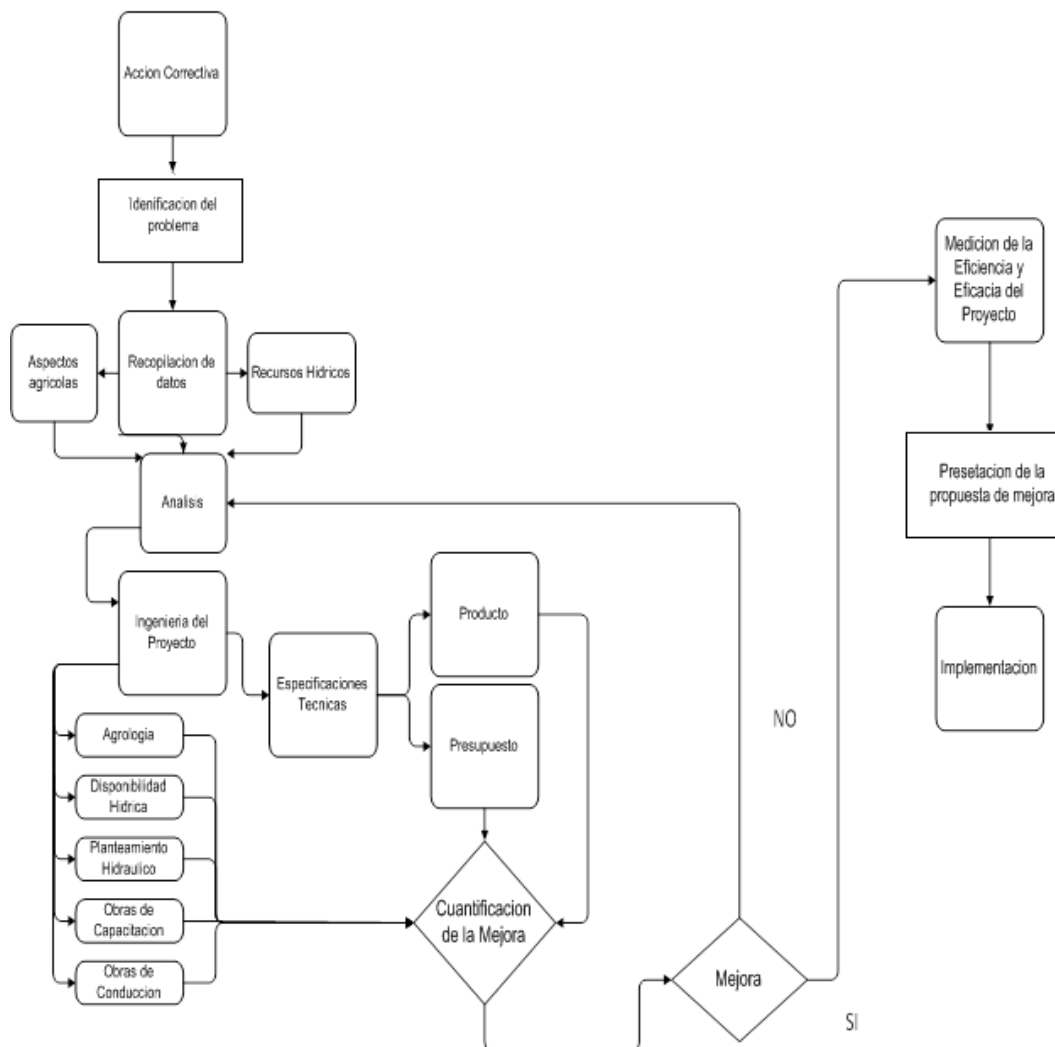 Accion Correctiva
Idenificacion del
problema
Recopilacion de
datos
Aspectos
agricolas
Recursos Hidricos
Analisis
Ingenieria del
Proyecto
Especificaciones
Tecnicas
Producto
Presupuesto
Agrologia
Disponibilidad
Hidrica
Planteamiento
Hidraulico
Obras de
Capacitacion
Obras de
Conduccion
Cuantificacion
de la Mejora
Mejora
NO
SI
Medicion de la
Eficiencia y
Eficacia del
Proyecto
Presetacion de la
propuesta de mejora
Implementacion